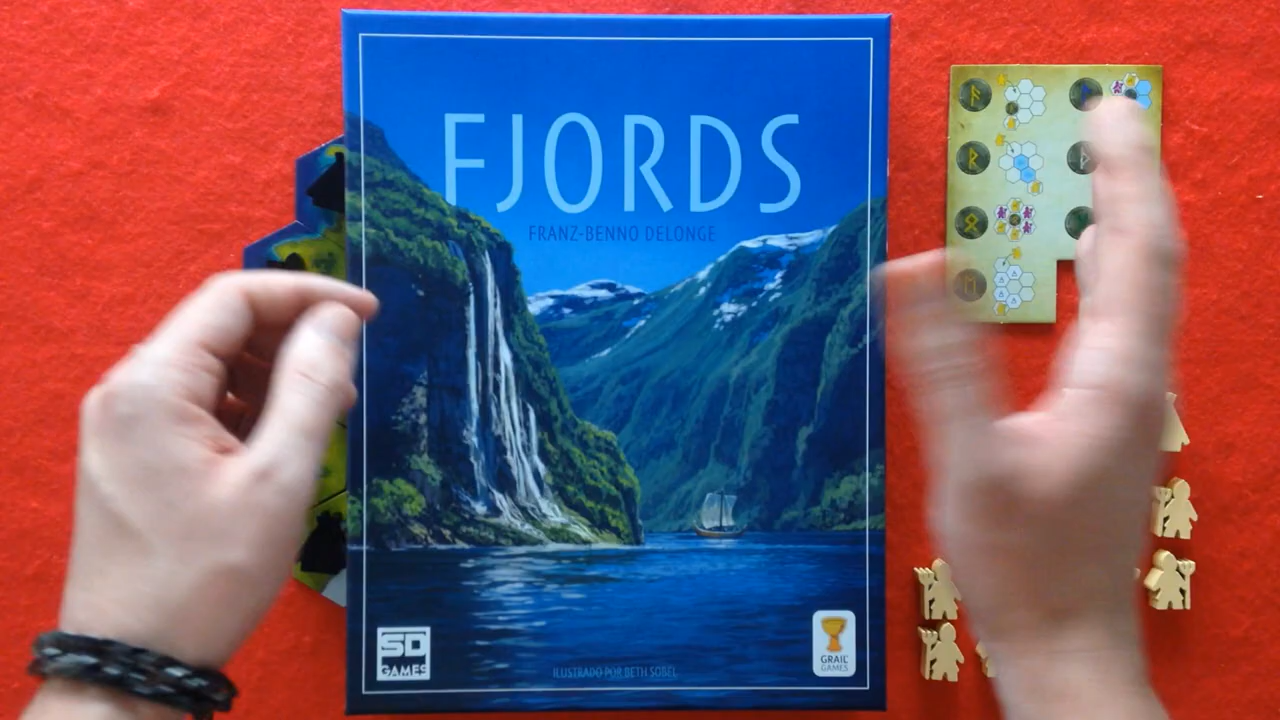 FJORDS
FRANZ-BENNO DELONGE
SD
GAMES
GRAIL
GAMES
ILUSTRADO POR BETH SOBEL